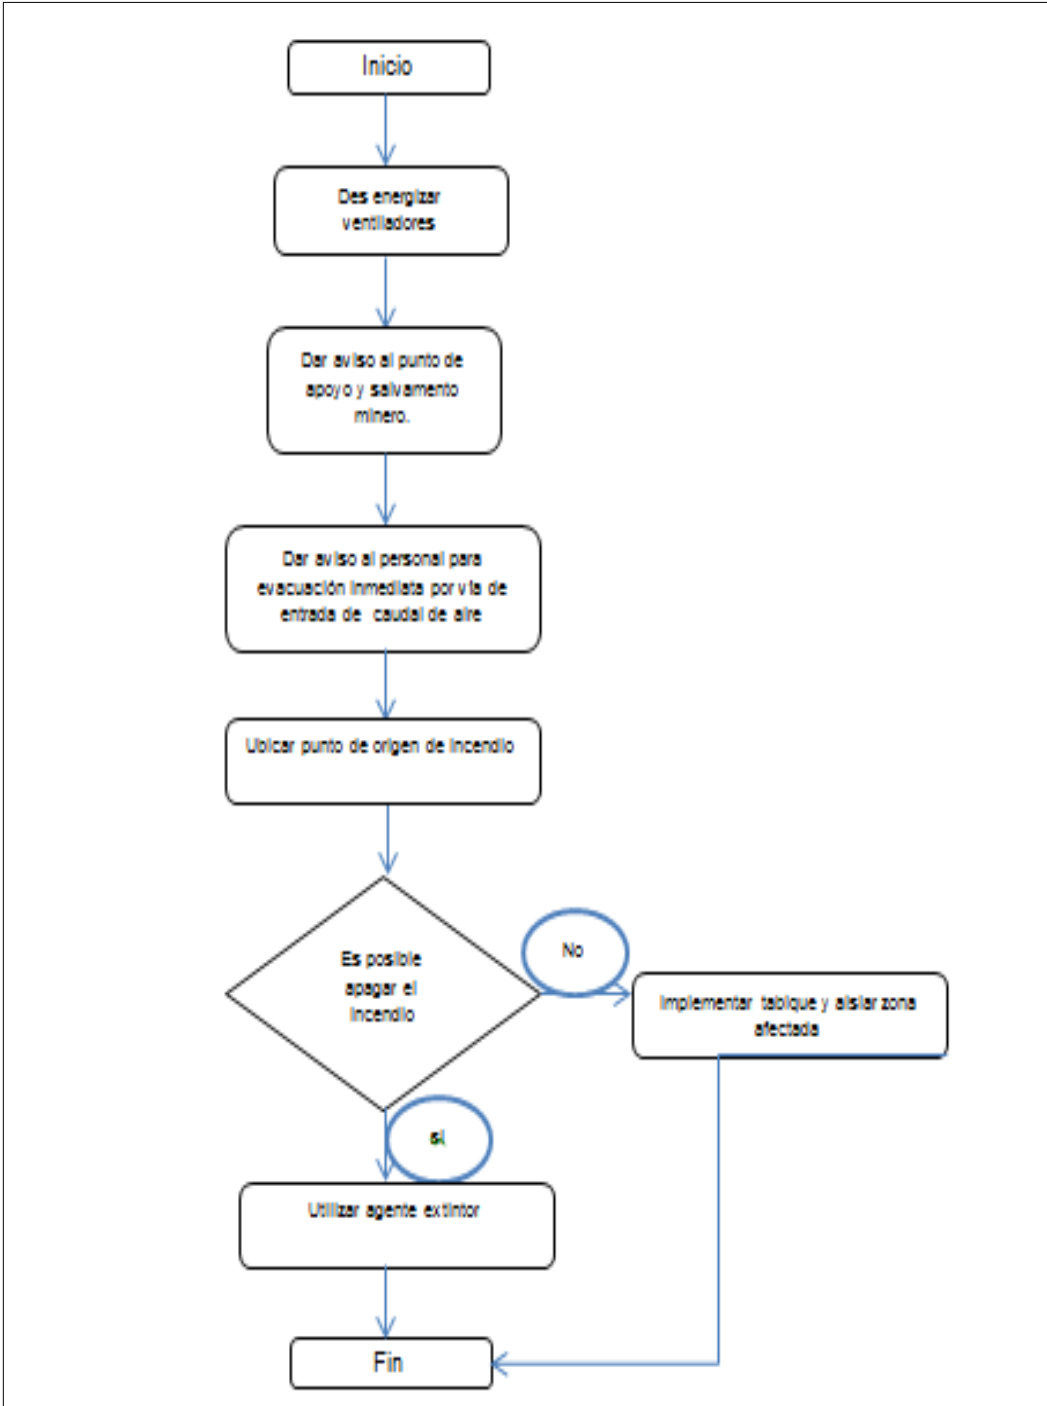 Inicio
Des energizar
ventiladores
Dar aviso al punto de
apoyo y salvamento
minero.
Dar aviso al personal para
evacuación inmediata por vía de
entrada de caudal de aire
Ubicar punto de origen de incendio
Es posible
apagar el
incendio
No
Implementar tabique y aislar zona
afectada
si
Utilizar agente extintor
Fin